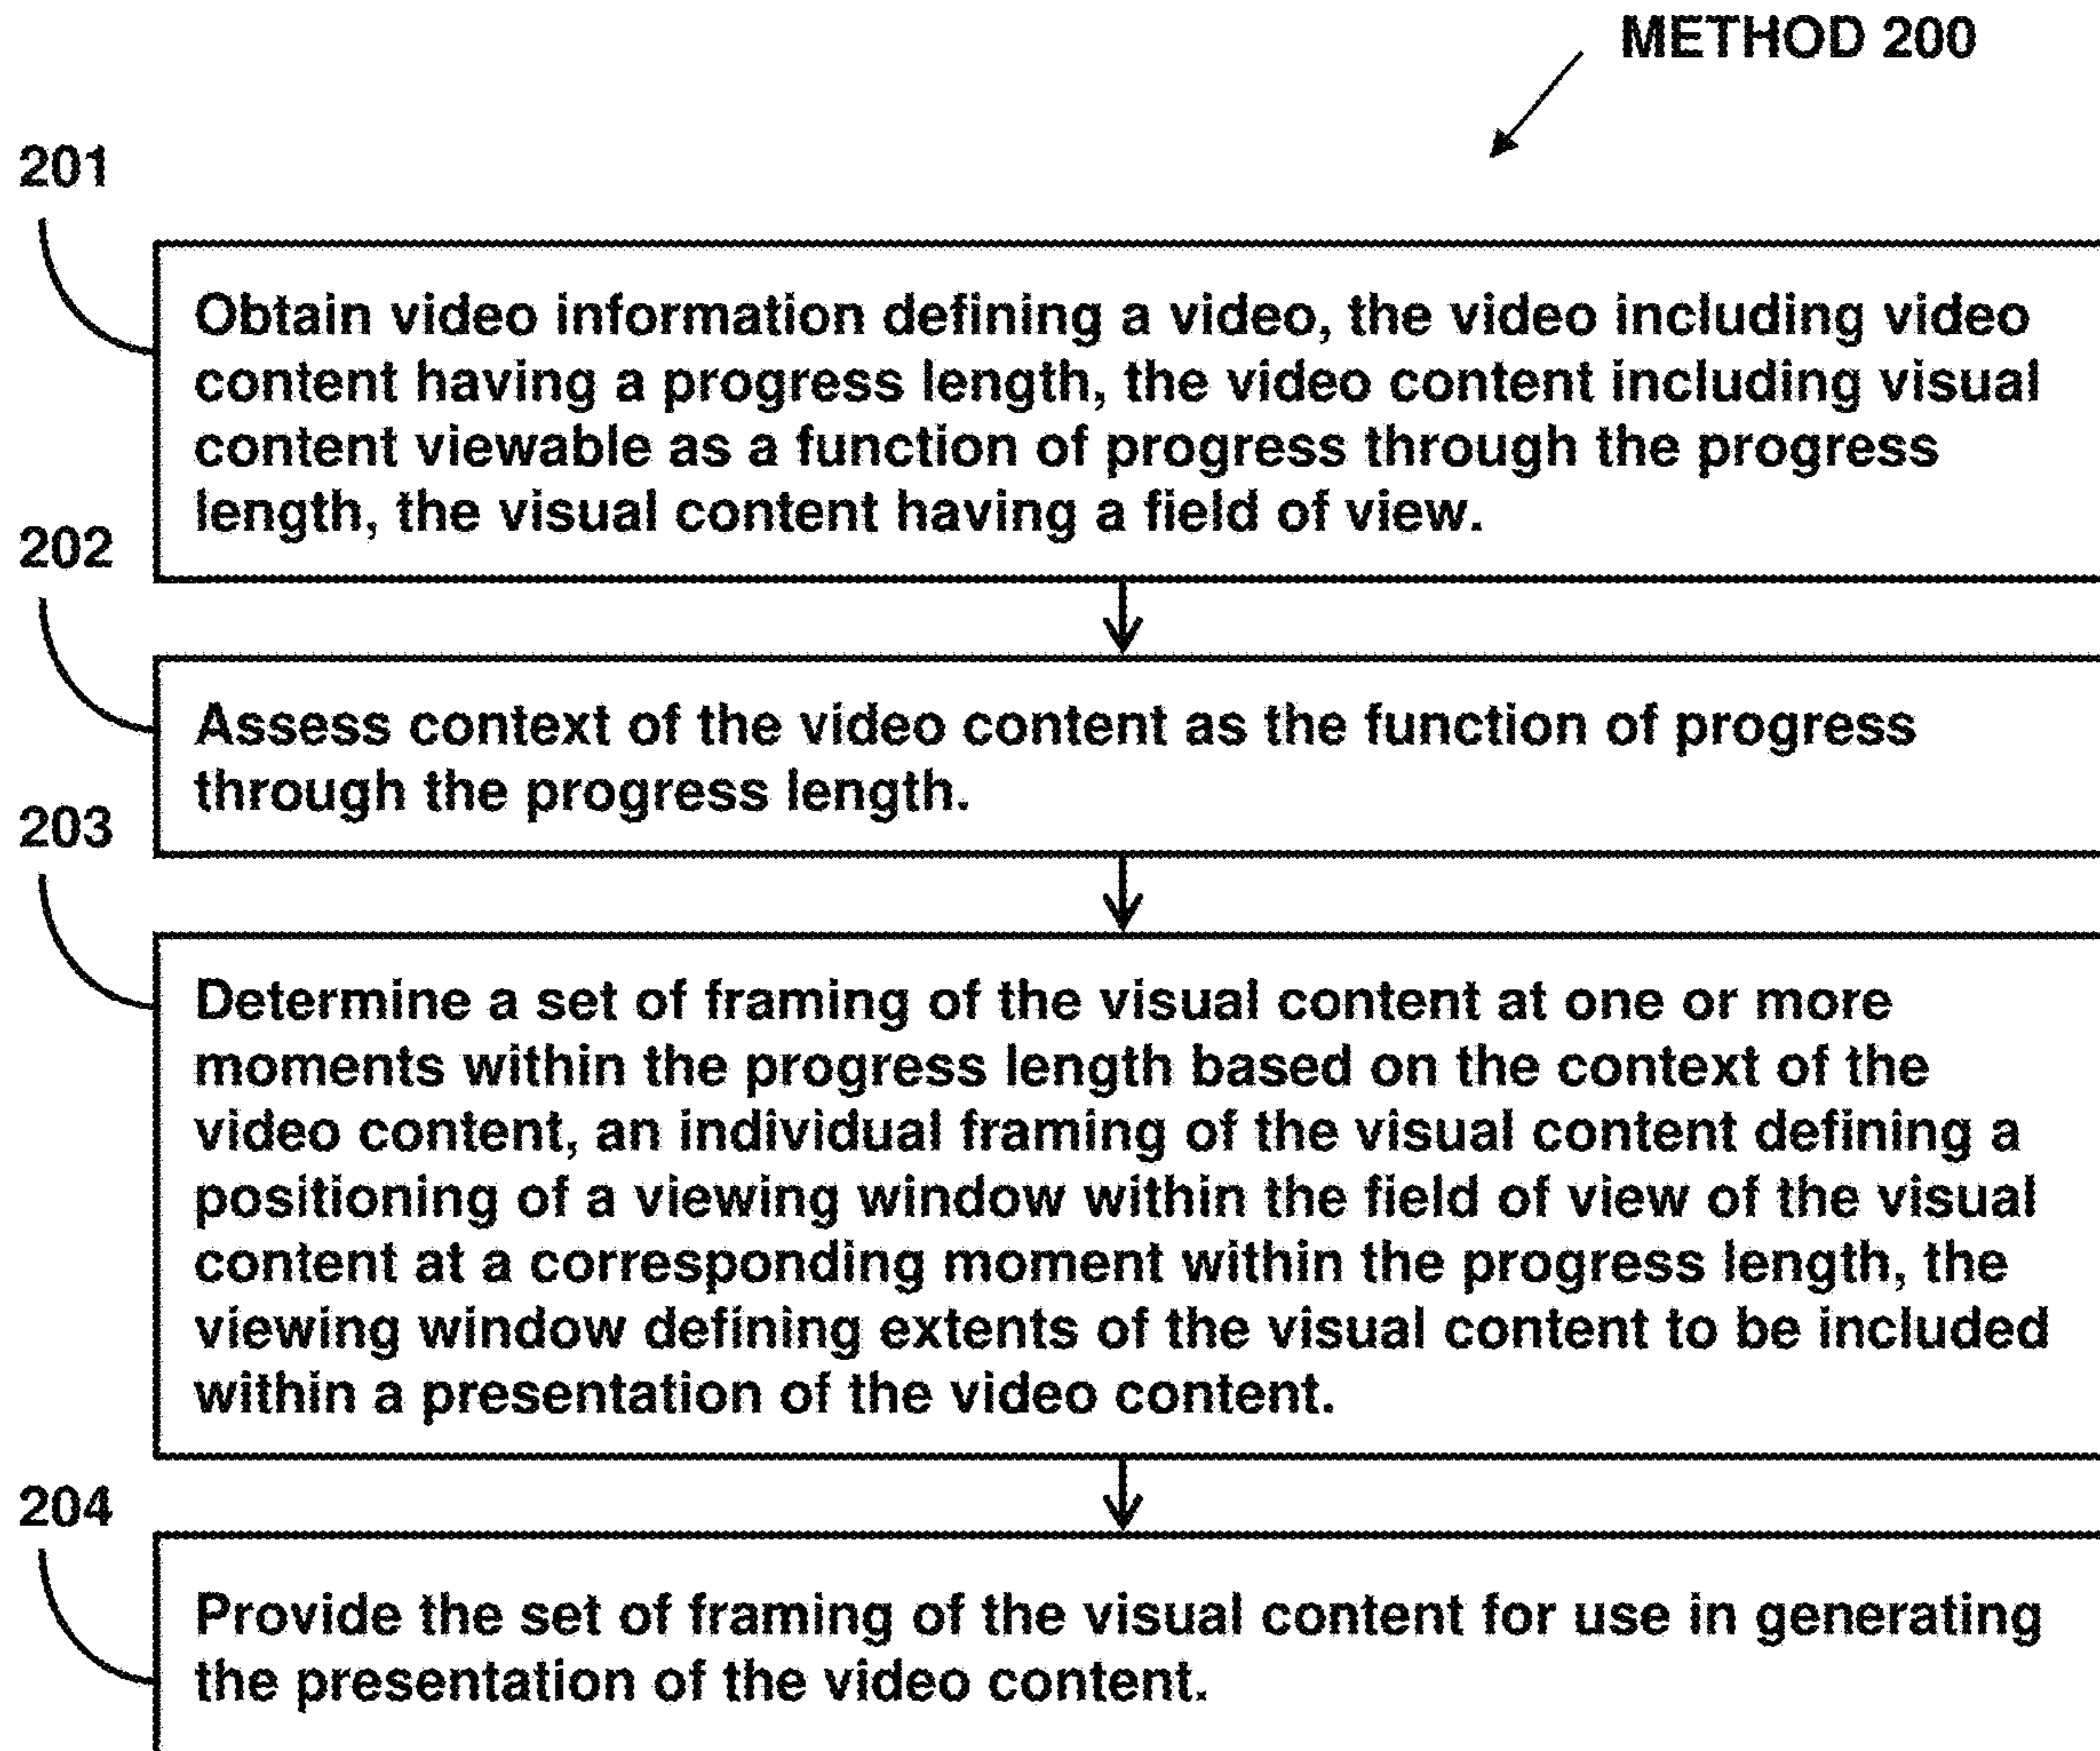 METHOD 200
201
Obtain video information defining a video, the video including video
content having a progress length, the video content including visual
content viewable as a function of progress through the progress
length, the visual content having a field of view.
202
Assess context of the video content as the function of progress
through the progress length.
203
Determine a set of framing of the visual content at one or more
moments within the progress length based on the context of the
video content, an individual framing of the visual content defining a
positioning of a viewing window within the field of view of the visual
content at a corresponding moment within the progress length, the
viewing window defining extents of the visual content to be included
within a presentation of the video content.
204
Provide the set of framing of the visual content for use in generating
the presentation of the video content.